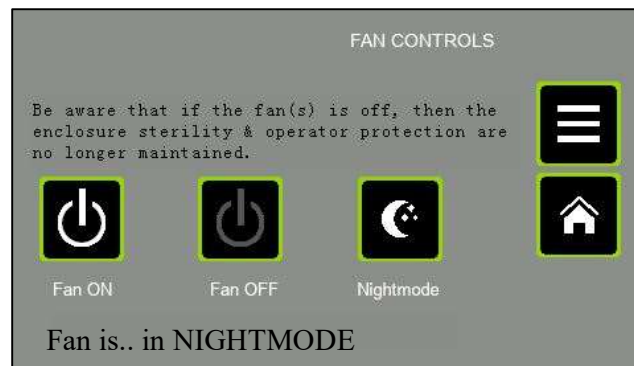 FAN CONTROLS
Be aware that if the fan(s) is off, then the
enclosure sterility & operator protection are
no longer maintained.
Fan ON
Fan OFF
Nightmode
Fan is.. in NIGHTMODE